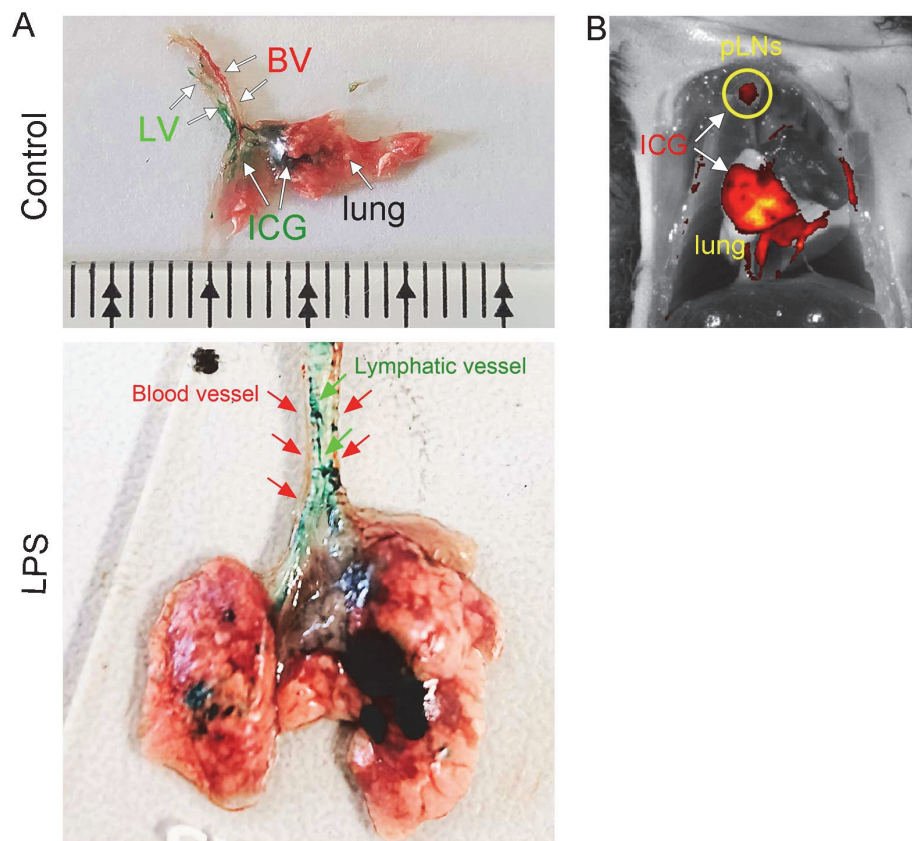 A
B
Control
BV
LV
ICG
lung
pLNs
ICG
lung
LPS
Blood vessel
Lymphatic vessel